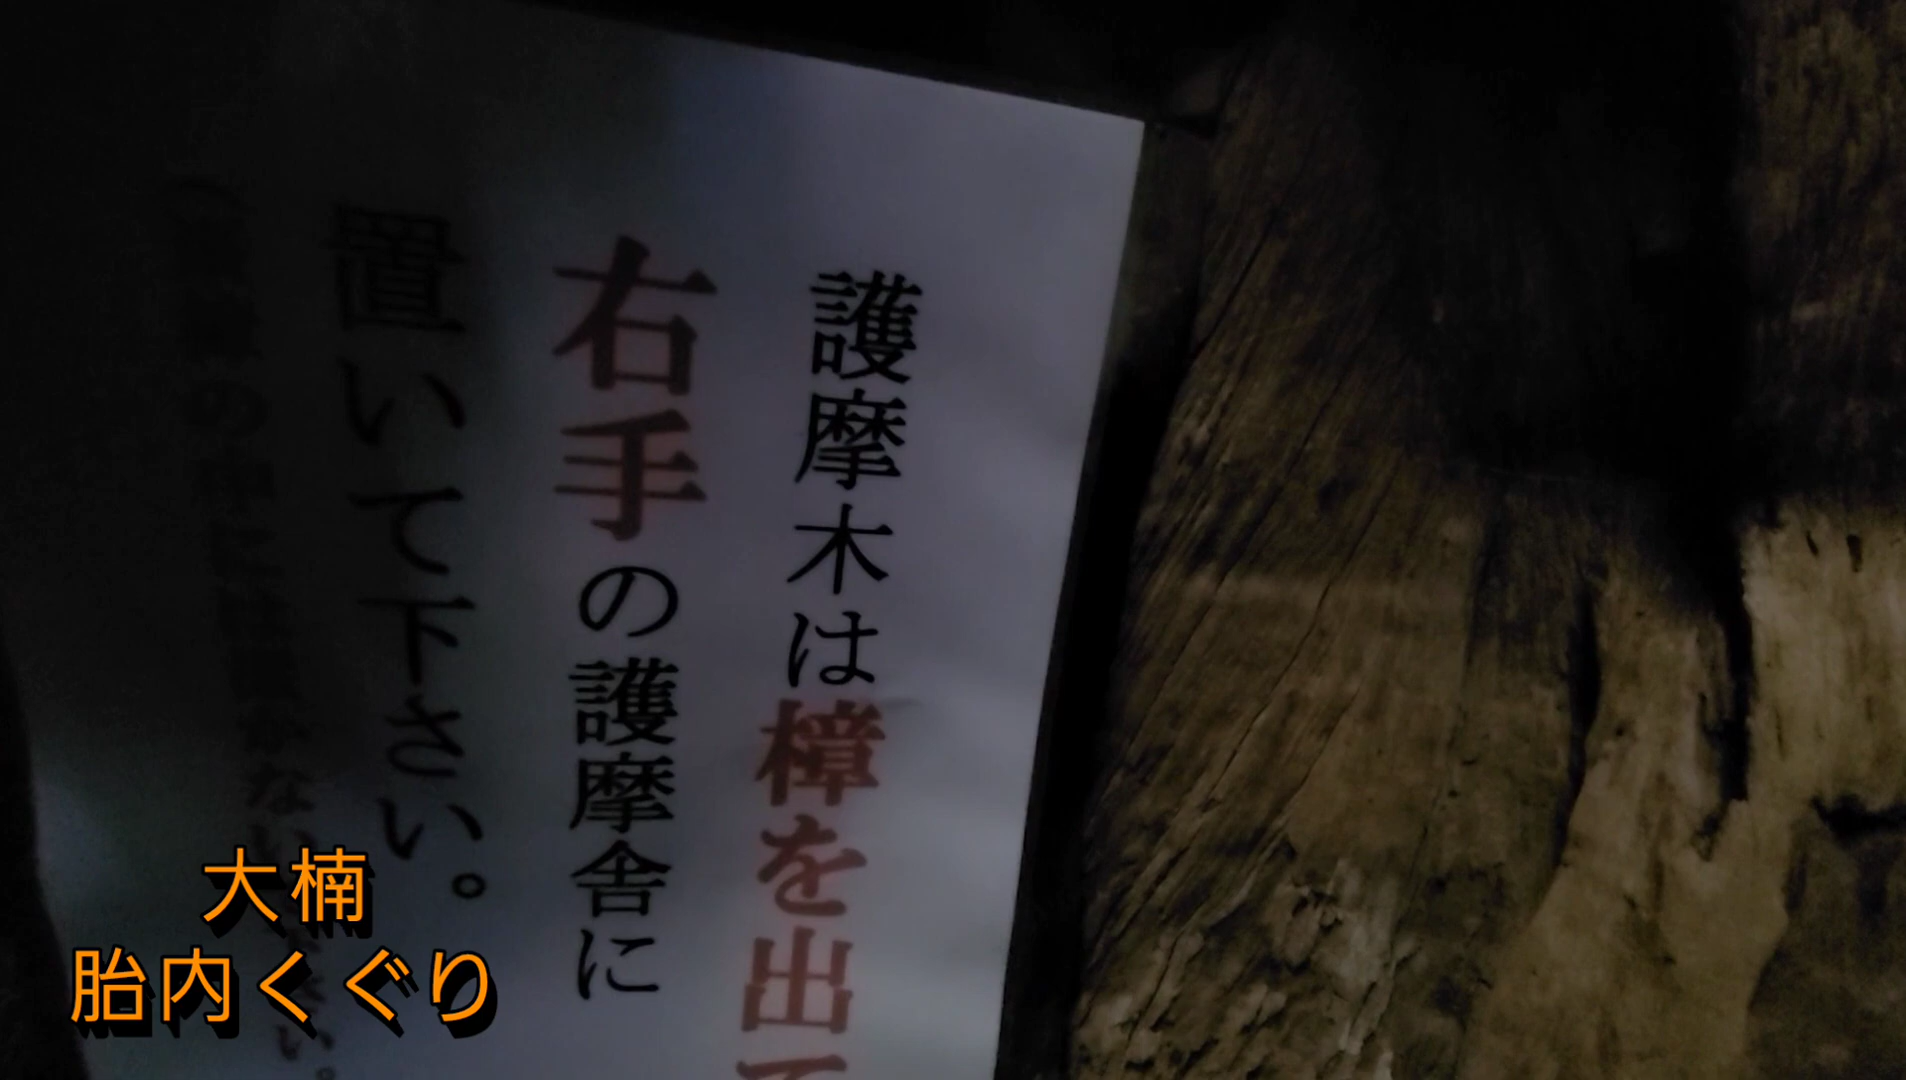 護摩木は樟を出て
右手の護摩舎に
置いて下さい。
大楠
胎内くぐり